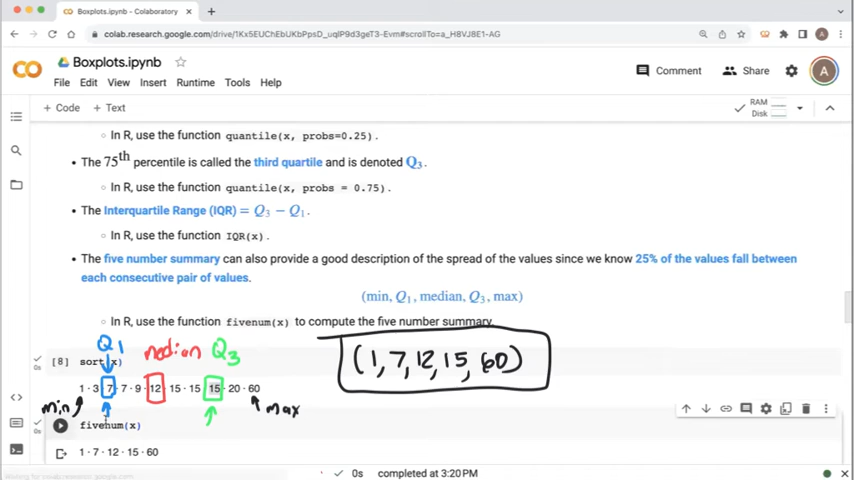 Boxplots.ipynb - Colaboratory
colab.research.google.com/drive/1Kx5EUChEbUKbPpsD_uqlP9d3geT3-Evm#scrollTo=a_H8VJ8E1-AG
A
Boxplots.ipynb
Comment
Share
A
File Edit View Insert Runtime Tools Help
+ Code + Text
RAM
Disk
In R, use the function quantile(x, probs=0.25).
The 75th percentile is called the third quartile and is denoted Q3.
In R, use the function quantile(x, probs = 0.75).
The Interquartile Range (IQR) = Q3 − Q1.
In R, use the function IQR(x).
The five number summary can also provide a good description of the spread of the values since we know 25% of the values fall between
each consecutive pair of values.
(min, Q1, median, Q3, max)
In R, use the function fivenum(x) to compute the five number summary.
Q1 median Q3
(1, 7, 12, 15, 60)
[8] sort(x)
1 · 3 · 7 · 7 · 9 · 12 · 15 · 15 · 15 · 20 · 60
min
max
fivenum(x)
1 · 7 · 12 · 15 · 60
0s
0s
0s completed at 3:20 PM